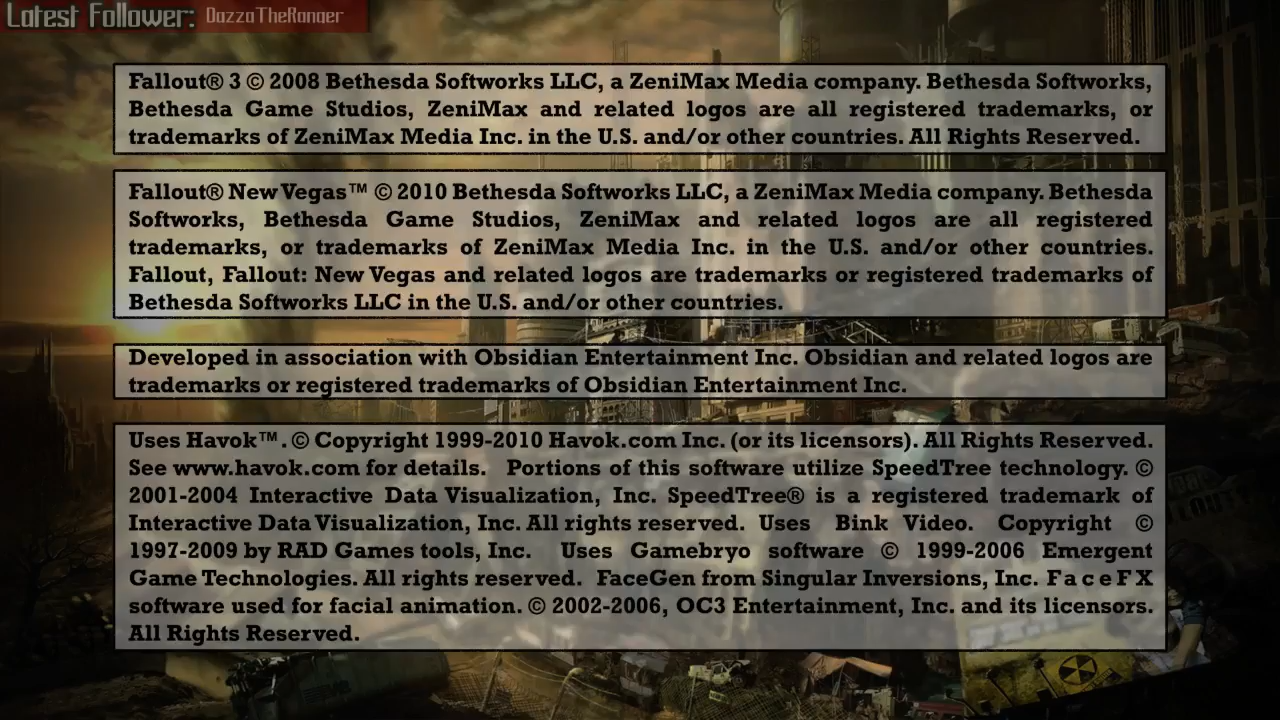 Latest Follower: DazzaTheRanger
Fallout® 3 © 2008 Bethesda Softworks LLC, a ZeniMax Media company. Bethesda Softworks,
Bethesda Game Studios, ZeniMax and related logos are all registered trademarks, or
trademarks of ZeniMax Media Inc. in the U.S. and/or other countries. All Rights Reserved.
Fallout® New Vegas™ © 2010 Bethesda Softworks LLC, a ZeniMax Media company. Bethesda
Softworks, Bethesda Game Studios, ZeniMax and related logos are all registered
trademarks, or trademarks of ZeniMax Media Inc. in the U.S. and/or other countries.
Fallout, Fallout: New Vegas and related logos are trademarks or registered trademarks of
Bethesda Softworks LLC in the U.S. and/or other countries.
Developed in association with Obsidian Entertainment Inc. Obsidian and related logos are
trademarks or registered trademarks of Obsidian Entertainment Inc.
Uses Havok™. © Copyright 1999-2010 Havok.com Inc. (or its licensors). All Rights Reserved.
See www.havok.com for details. Portions of this software utilize SpeedTree technology. ©
2001-2004 Interactive Data Visualization, Inc. SpeedTree® is a registered trademark of
Interactive Data Visualization, Inc. All rights reserved. Uses Bink Video. Copyright ©
1997-2009 by RAD Games tools, Inc. Uses Gamebryo software © 1999-2006 Emergent
Game Technologies. All rights reserved. FaceGen from Singular Inversions, Inc. FaceFX
software used for facial animation. © 2002-2006, OC3 Entertainment, Inc. and its licensors.
All Rights Reserved.